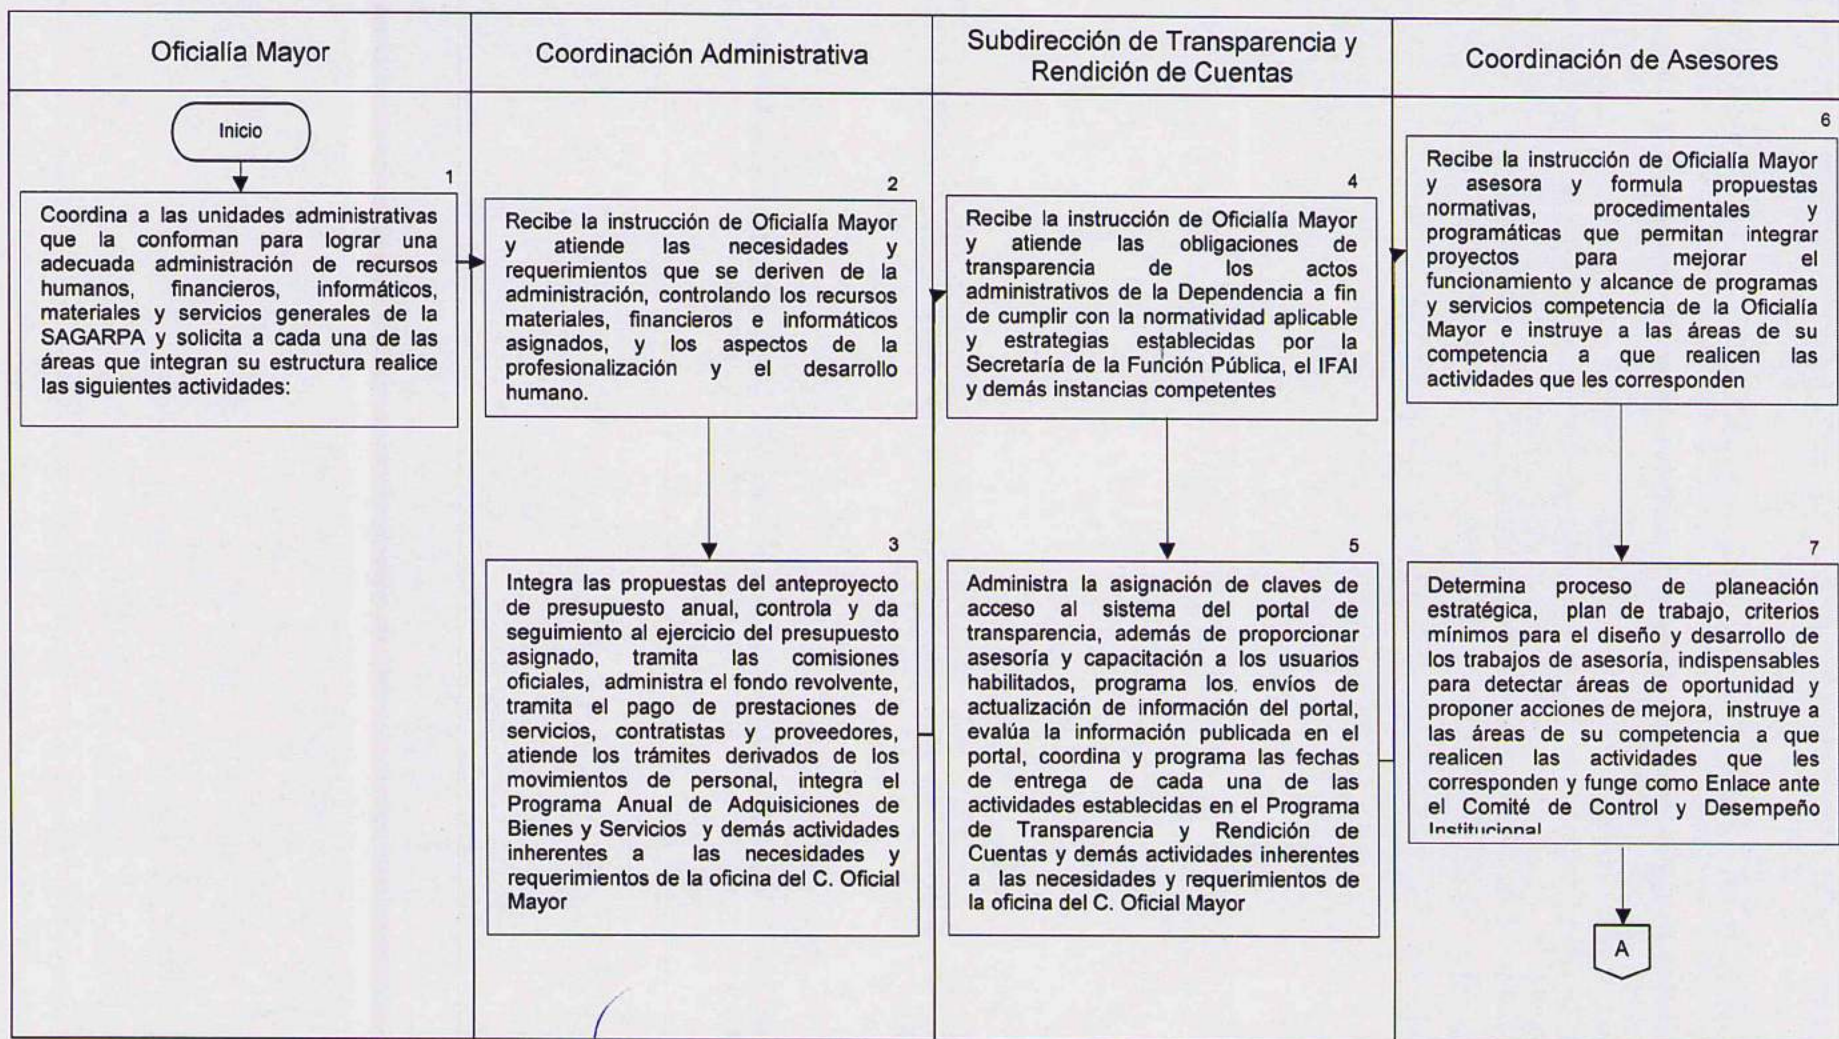 Oficialía Mayor
Coordinación Administrativa
Subdirección de Transparencia y
Rendición de Cuentas
Coordinación de Asesores
Inicio
1
Coordina a las unidades administrativas
que la conforman para lograr una
adecuada administración de recursos
humanos, financieros, informáticos,
materiales y servicios generales de la
SAGARPA y solicita a cada una de las
áreas que integran su estructura realice
las siguientes actividades:
2
Recibe la instrucción de Oficialía Mayor
y atiende las necesidades y
requerimientos que se deriven de la
administración, controlando los recursos
materiales, financieros e informáticos
asignados, y los aspectos de la
profesionalización y el desarrollo
humano.
3
Integra las propuestas del anteproyecto
de presupuesto anual, controla y da
seguimiento al ejercicio del presupuesto
asignado, tramita las comisiones
oficiales, administra el fondo revolvente,
tramita el pago de prestaciones de
servicios, contratistas y proveedores,
atiende los trámites derivados de los
movimientos de personal, integra el
Programa Anual de Adquisiciones de
Bienes y Servicios y demás actividades
inherentes a las necesidades y
requerimientos de la oficina del C. Oficial
Mayor
4
Recibe la instrucción de Oficialía Mayor
y atiende las obligaciones de
transparencia de los actos
administrativos de la Dependencia a fin
de cumplir con la normatividad aplicable
y estrategias establecidas por la
Secretaría de la Función Pública, el IFAI
y demás instancias competentes
5
Administra la asignación de claves de
acceso al sistema del portal de
transparencia, además de proporcionar
asesoría y capacitación a los usuarios
habilitados, programa los. envíos de
actualización de información del portal,
evalúa la información publicada en el
portal, coordina y programa las fechas
de entrega de cada una de las
actividades establecidas en el Programa
de Transparencia y Rendición de
Cuentas y demás actividades inherentes
a las necesidades y requerimientos de
la oficina del C. Oficial Mayor
6
Recibe la instrucción de Oficialía Mayor
y asesora y formula propuestas
normativas, procedimentales y
programáticas que permitan integrar
proyectos para mejorar el
funcionamiento y alcance de programas
y servicios competencia de la Oficialía
Mayor e instruye a las áreas de su
competencia a que realicen las
actividades que les corresponden
7
Determina proceso de planeación
estratégica, plan de trabajo, criterios
mínimos para el diseño y desarrollo de
los trabajos de asesoría, indispensables
para detectar áreas de oportunidad y
proponer acciones de mejora, instruye a
las áreas de su competencia a que
realicen las actividades que les
corresponden y funge como Enlace ante
el Comité de Control y Desempeño
Institucional
A